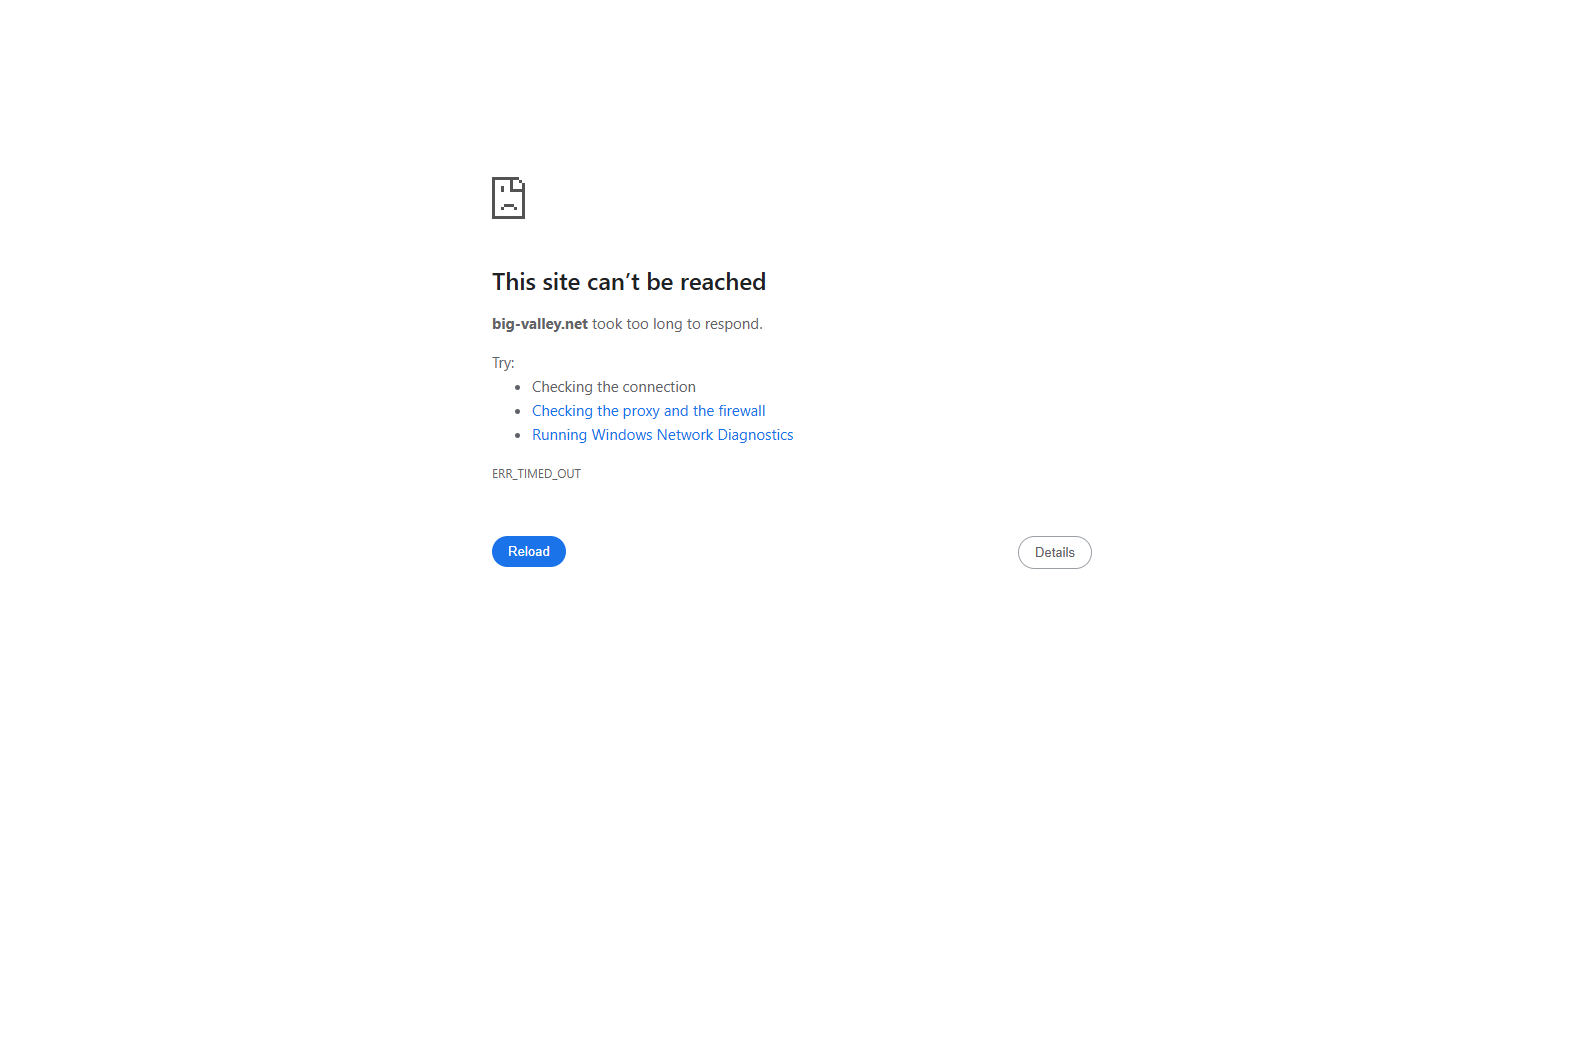 This site can’t be reached
big-valley.net took too long to respond.
Try:
Checking the connection
Checking the proxy and the firewall
Running Windows Network Diagnostics
ERR_TIMED_OUT
Reload
Details